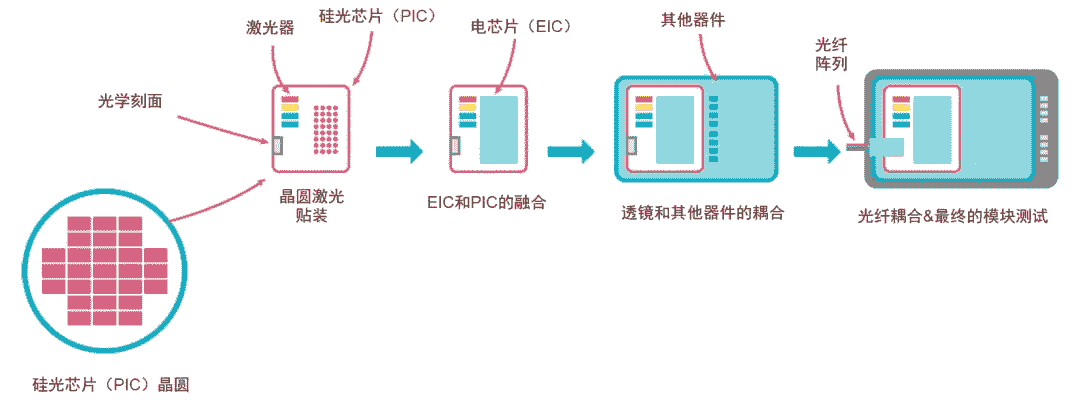 激光器
硅光芯片（PIC）
光学刻面
晶圆激光
贴装
硅光芯片（PIC）晶圆
电芯片（EIC）
EIC和PIC的融合
其他器件
透镜和其他器件的耦合
光纤
阵列
光纤耦合&最终的模块测试